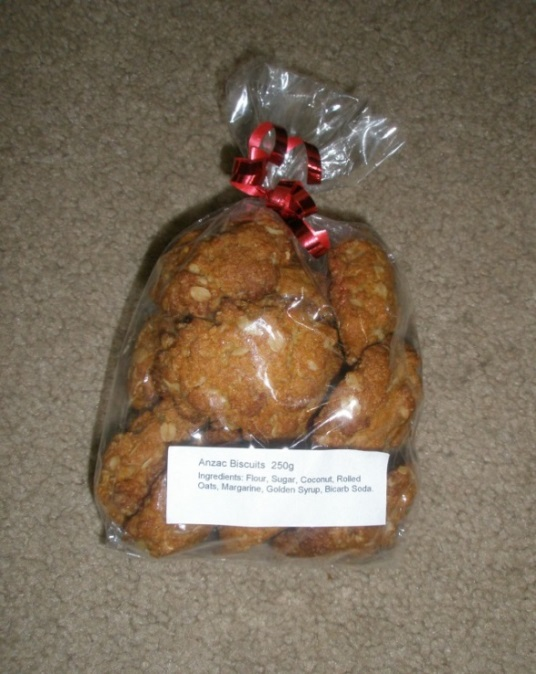 Anzac Biscuits 250g
Ingredients: Flour, Sugar, Coconut, Rolled
Oats, Margarine, Golden Syrup, Bicarb Soda.